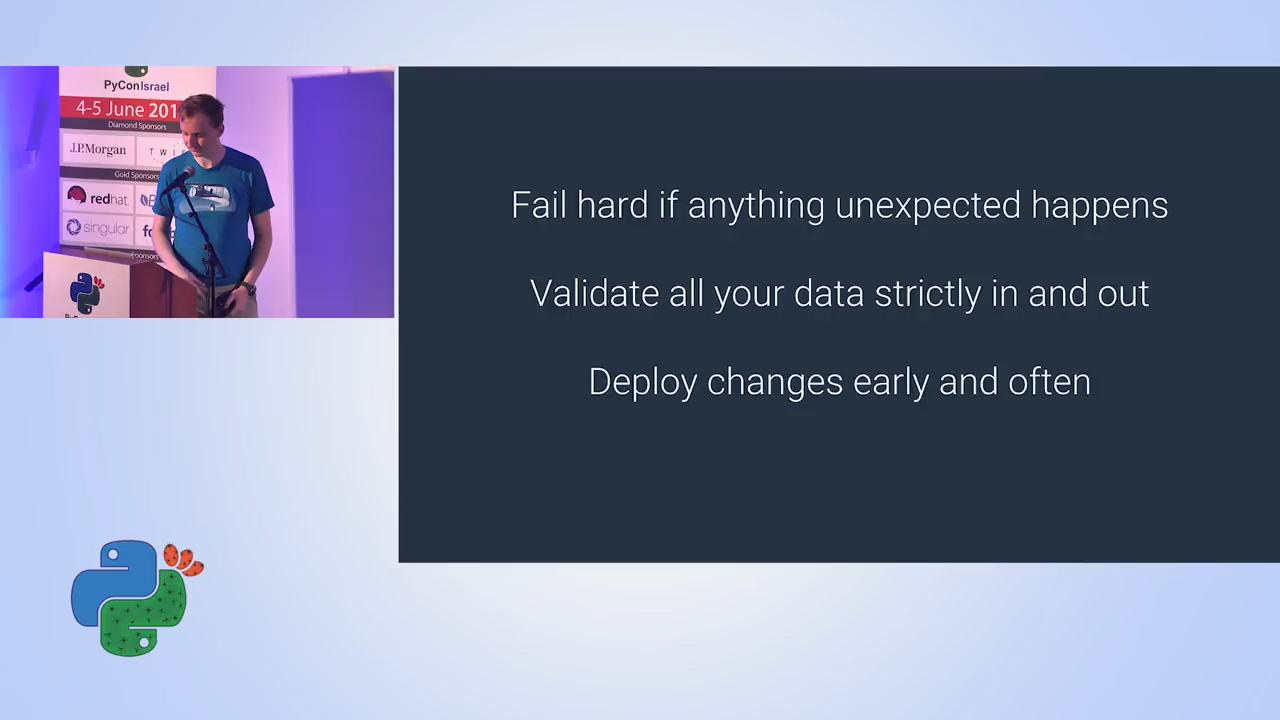 PyConIsrael
4-5 June 201
Diamond Sponsors
J.P.Morgan
Gold Sponsors
redhat
singular
Sponsors
Fail hard if anything unexpected happens
Validate all your data strictly in and out
Deploy changes early and often